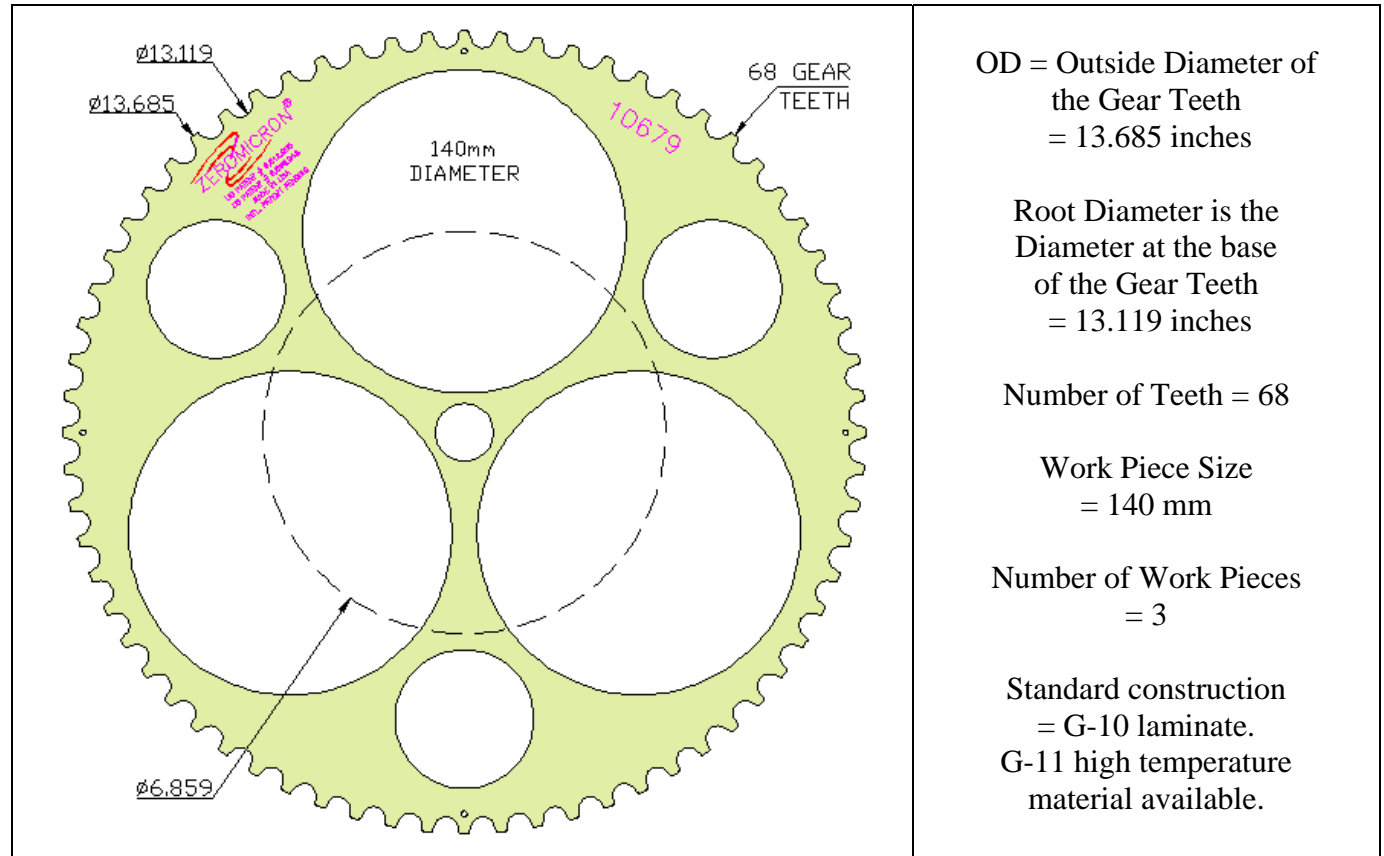 Ø13.119
Ø13.685
68 GEAR
TEETH
10679
ZEROMICRON®
140mm
DIAMETER
Ø6.859
OD = Outside Diameter of
the Gear Teeth
= 13.685 inches
Root Diameter is the
Diameter at the base
of the Gear Teeth
= 13.119 inches
Number of Teeth = 68
Work Piece Size
= 140 mm
Number of Work Pieces
= 3
Standard construction
= G-10 laminate.
G-11 high temperature
material available.